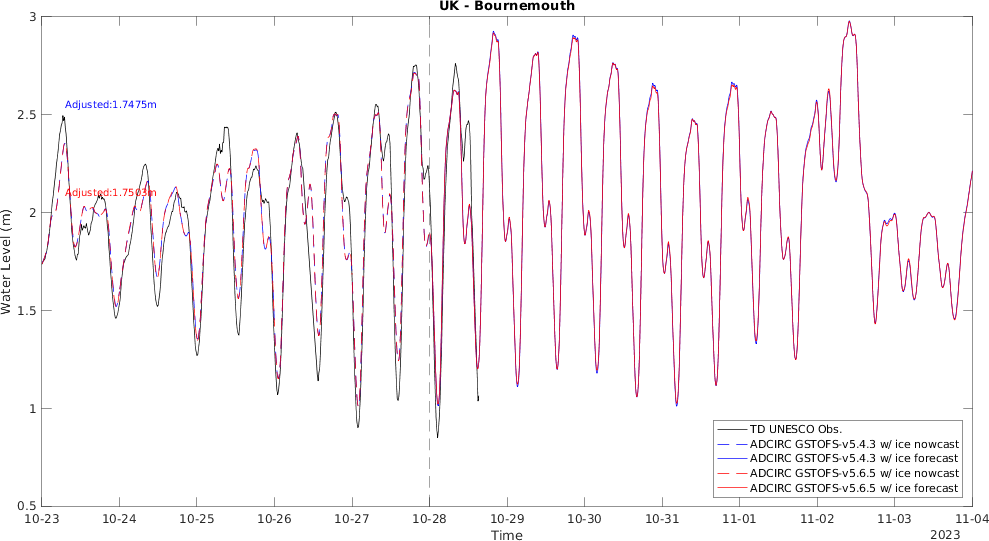 UK - Bournemouth
3
2.5
2
1.5
1
0.5
Water Level (m)
Adjusted:1.7475m
Adjusted:1.7503m
TD UNESCO Obs.
ADCIRC GSTOFS-v5.4.3 w/ ice nowcast
ADCIRC GSTOFS-v5.4.3 w/ ice forecast
ADCIRC GSTOFS-v5.6.5 w/ ice nowcast
ADCIRC GSTOFS-v5.6.5 w/ ice forecast
10-23 10-24 10-25 10-26 10-27 10-28 10-29 10-30 10-31 11-01 11-02 11-03 11-04
Time
2023